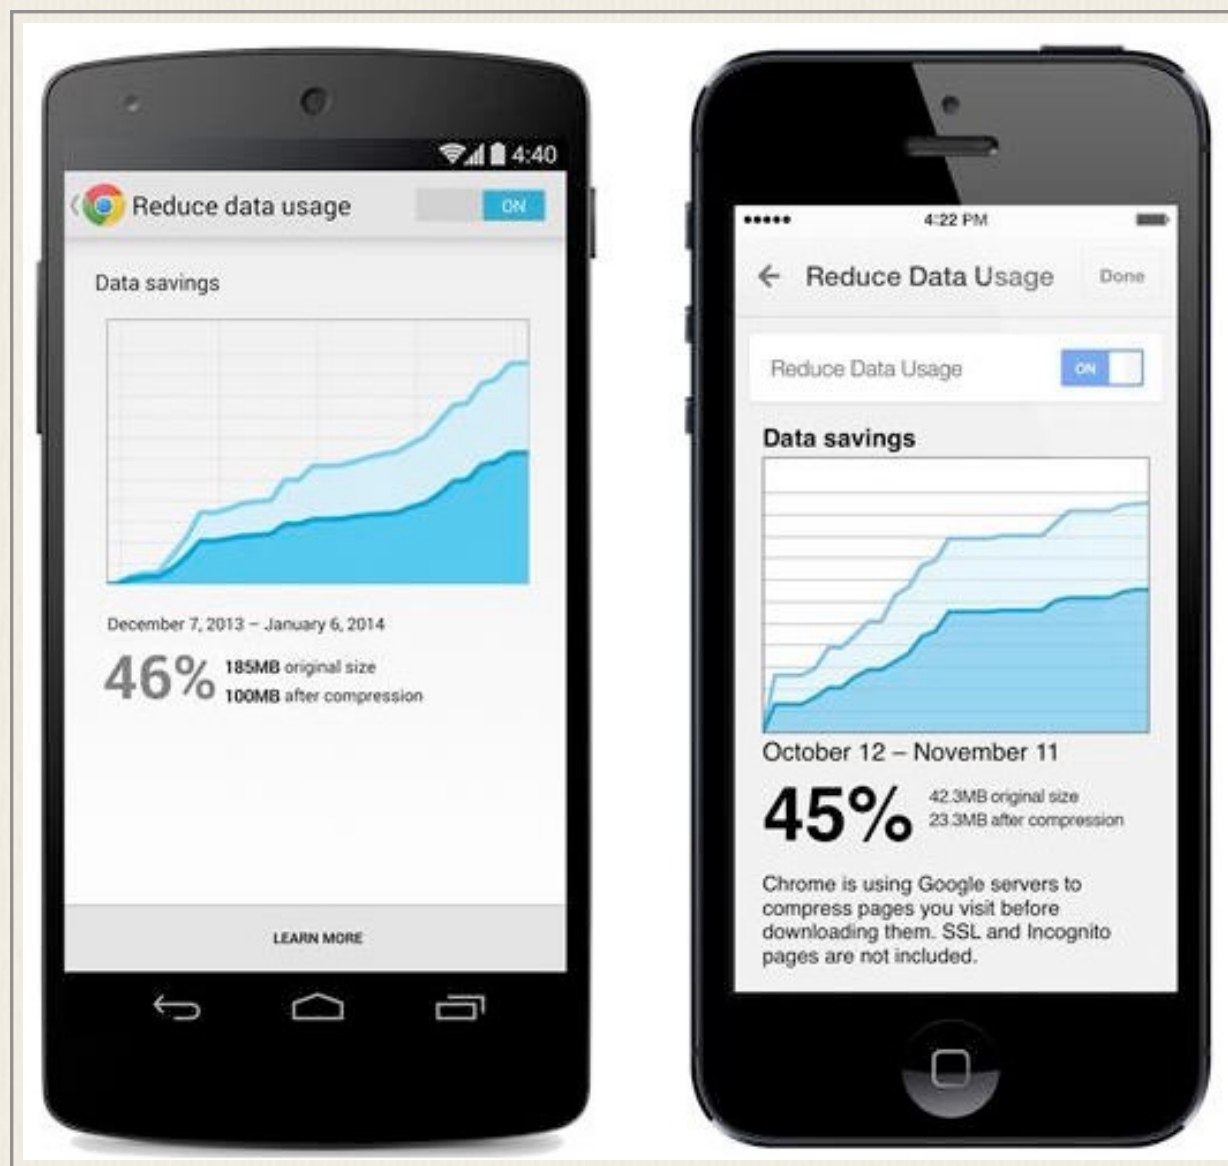 4:40
Reduce data usage ON
Data savings
December 7, 2013 – January 6, 2014
46%
185MB original size
100MB after compression
LEARN MORE
4:22 PM
Reduce Data Usage Done
Reduce Data Usage ON
Data savings
October 12 – November 11
45%
42.3MB original size
23.3MB after compression
Chrome is using Google servers to
compress pages you visit before
downloading them. SSL and Incognito
pages are not included.